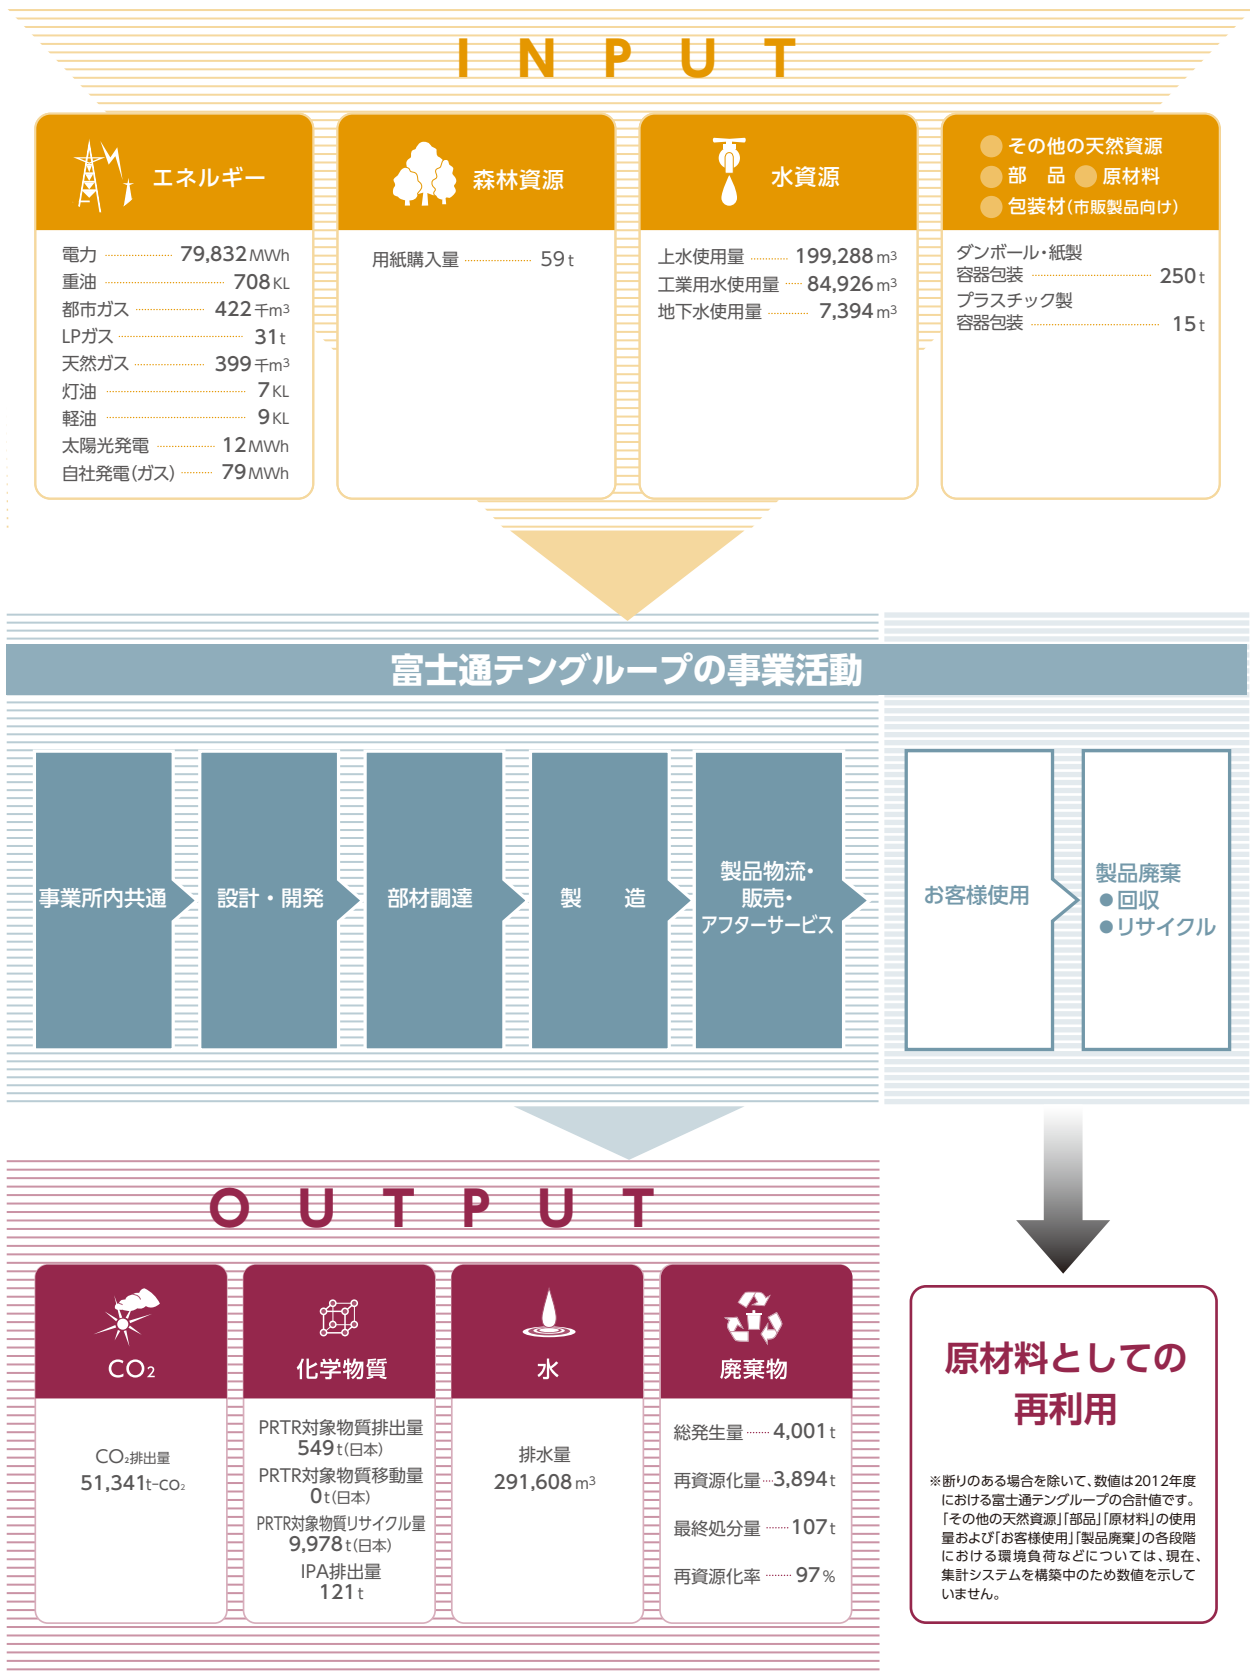 INPUT
エネルギー
電力 79,832MWh
重油 708KL
都市ガス 422千m³
LPガス 31t
天然ガス 399千m³
灯油 7KL
軽油 9KL
太陽光発電 12MWh
自社発電(ガス) 79MWh
森林資源
用紙購入量 59t
水資源
上水使用量 199,288m³
工業用水使用量 84,926m³
地下水使用量 7,394m³
その他の天然資源
部　品 原材料
包装材(市販製品向け)
ダンボール・紙製
容器包装 250t
プラスチック製
容器包装 15t
富士通テングループの事業活動
事業所内共通
設計・開発
部材調達
製　造
製品物流・
販売・
アフターサービス
お客様使用
製品廃棄
●回収
●リサイクル
OUTPUT
CO₂
CO₂排出量
51,341t-CO₂
化学物質
PRTR対象物質排出量
549t(日本)
PRTR対象物質移動量
0t(日本)
PRTR対象物質リサイクル量
9,978t(日本)
IPA排出量
121t
水
排水量
291,608m³
廃棄物
総発生量 4,001t
再資源化量 3,894t
最終処分量 107t
再資源化率 97%
原材料としての
再利用
※断りのある場合を除いて、数値は2012年度
における富士通テングループの合計値です。
「その他の天然資源」「部品」「原材料」の使用
量および「お客様使用」「製品廃棄」の各段階
における環境負荷などについては、現在、
集計システムを構築中のため数値を示して
いません。